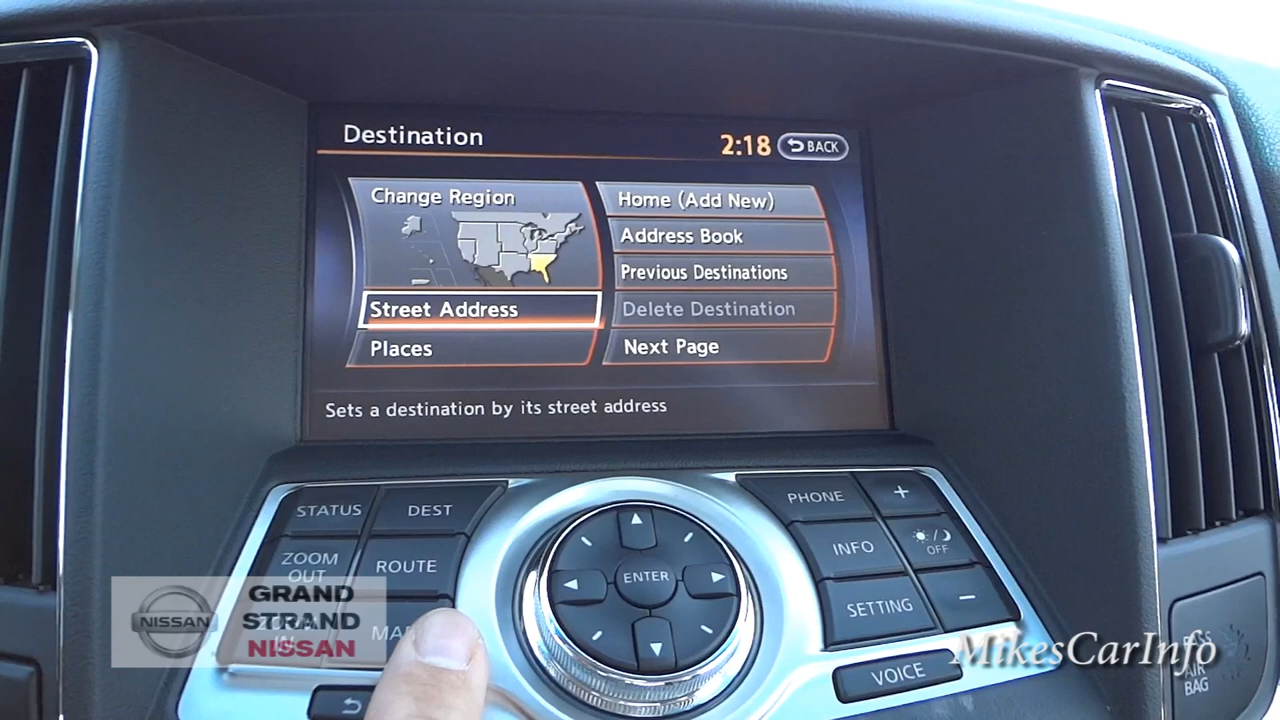 Destination
2:18
BACK
Change Region
Home (Add New)
Address Book
Previous Destinations
Street Address
Delete Destination
Places
Next Page
Sets a destination by its street address
STATUS
DEST
PHONE
+
ZOOM
OUT
ROUTE
ENTER
INFO
OFF
SETTING
−
VOICE
NISSAN
GRAND
STRAND
NISSAN
MikesCarInfo
PASS
AIR
BAG